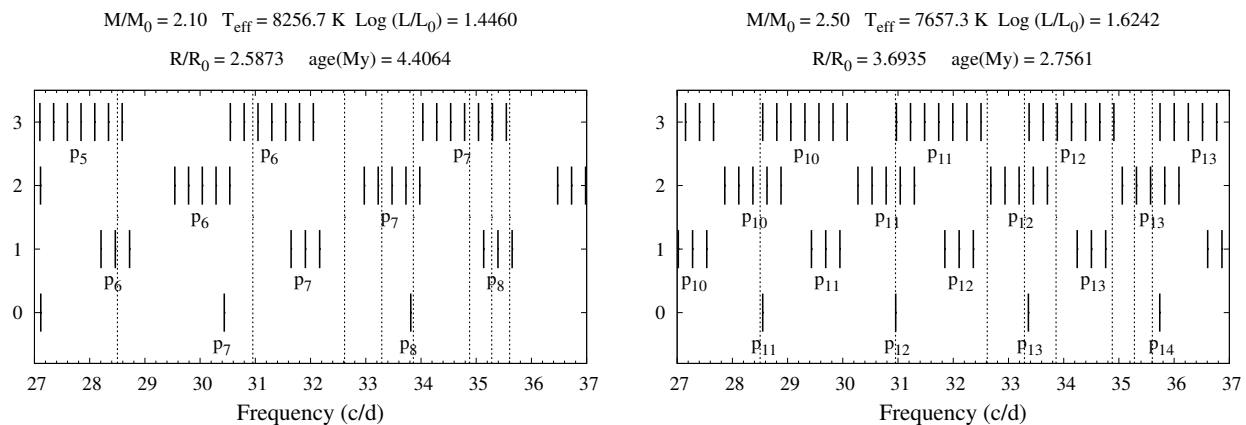 M/M0 = 2.10 Teff = 8256.7 K Log (L/L0) = 1.4460
R/R0 = 2.5873 age(My) = 4.4064
3
p5
p6
p7
2
p6
p7
1
p6
p7
p8
0
p7
p8
27 28 29 30 31 32 33 34 35 36 37
Frequency (c/d)
M/M0 = 2.50 Teff = 7657.3 K Log (L/L0) = 1.6242
R/R0 = 3.6935 age(My) = 2.7561
3
p10
p11
p12
p13
2
p10
p11
p12
p13
1
p10
p11
p12
p13
0
p11
p12
p13
p14
27 28 29 30 31 32 33 34 35 36 37
Frequency (c/d)